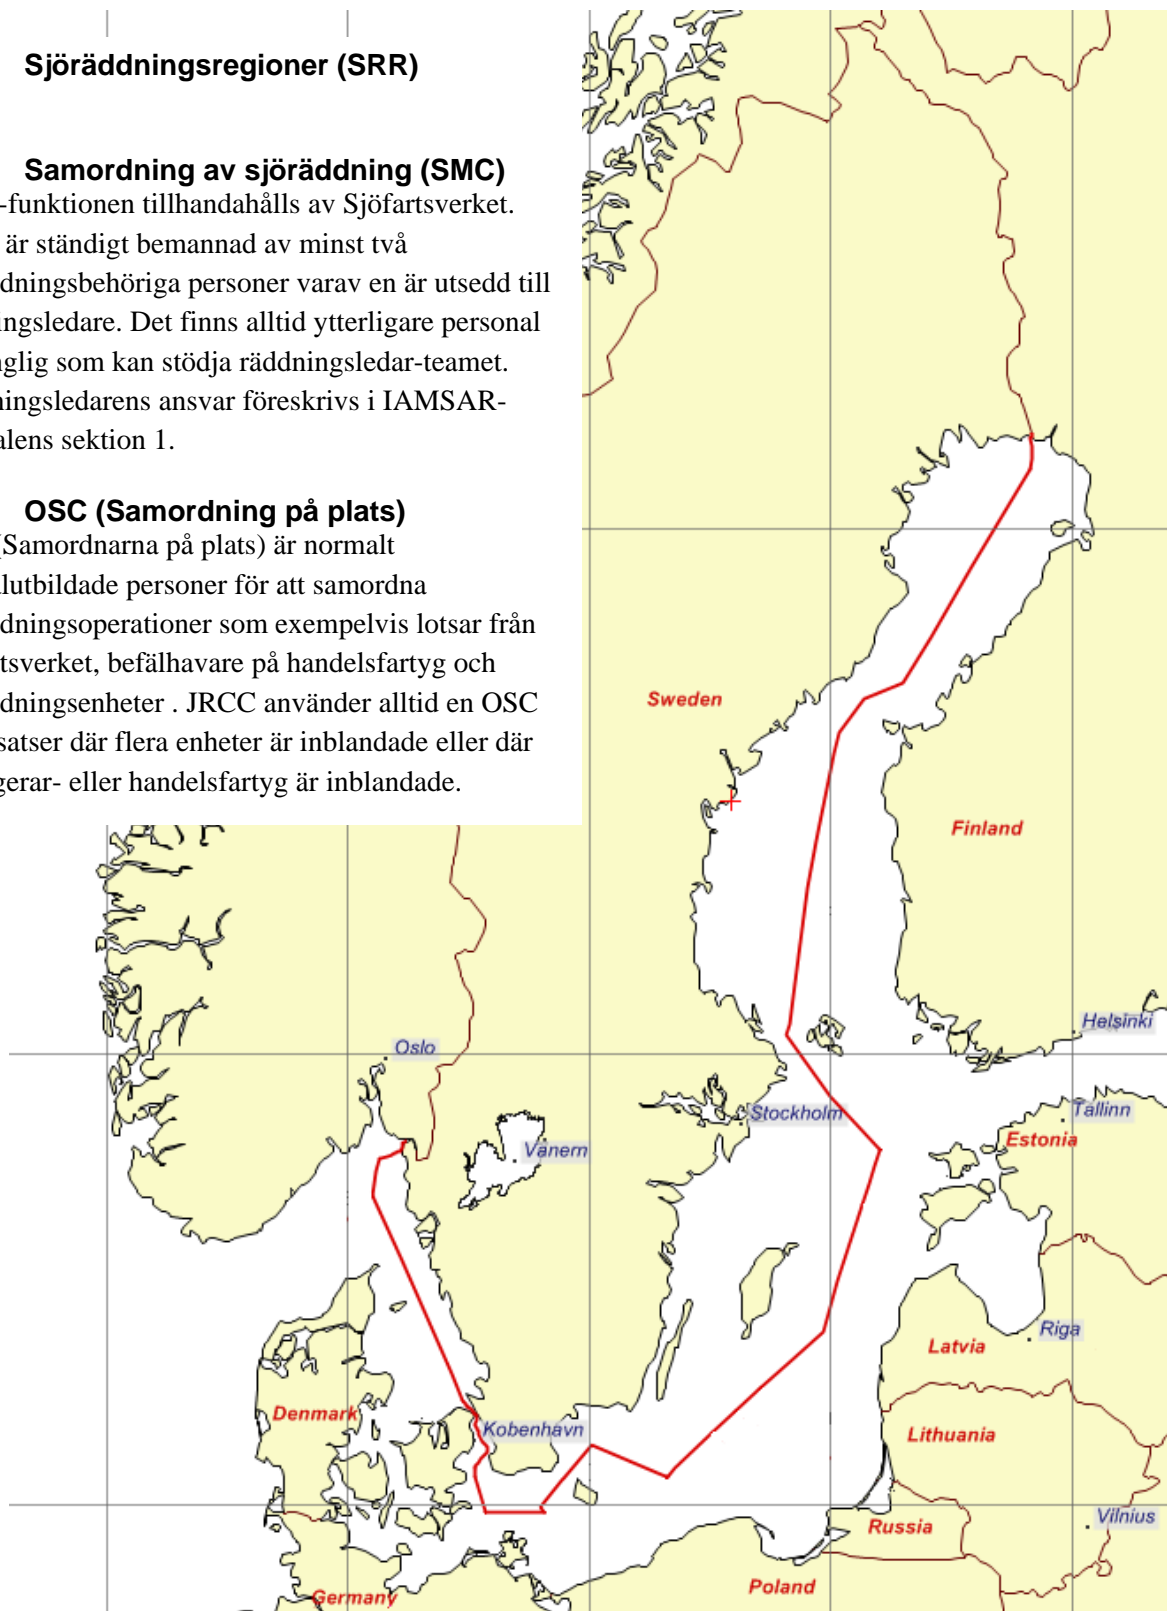 Sjöräddningsregioner (SRR)
Samordning av sjöräddning (SMC)
-funktionen tillhandahålls av Sjöfartsverket.
är ständigt bemannad av minst två
dningsbehöriga personer varav en är utsedd till
ingsledare. Det finns alltid ytterligare personal
nglig som kan stödja räddningsledar-teamet.
ningsledarens ansvar föreskrivs i IAMSAR-
alens sektion 1.
OSC (Samordning på plats)
(Samordnarna på plats) är normalt
lutbildade personer för att samordna
dningsoperationer som exempelvis lotsar från
tsverket, befälhavare på handelsfartyg och
dningsenheter . JRCC använder alltid en OSC
satser där flera enheter är inblandade eller där
gerar- eller handelsfartyg är inblandade.
Sweden
Finland
Helsinki
Oslo
Stockholm
Tallinn
Estonia
Vänern
Riga
Latvia
Denmark
Kobenhavn
Lithuania
Vilnius
Russia
Poland
Germany